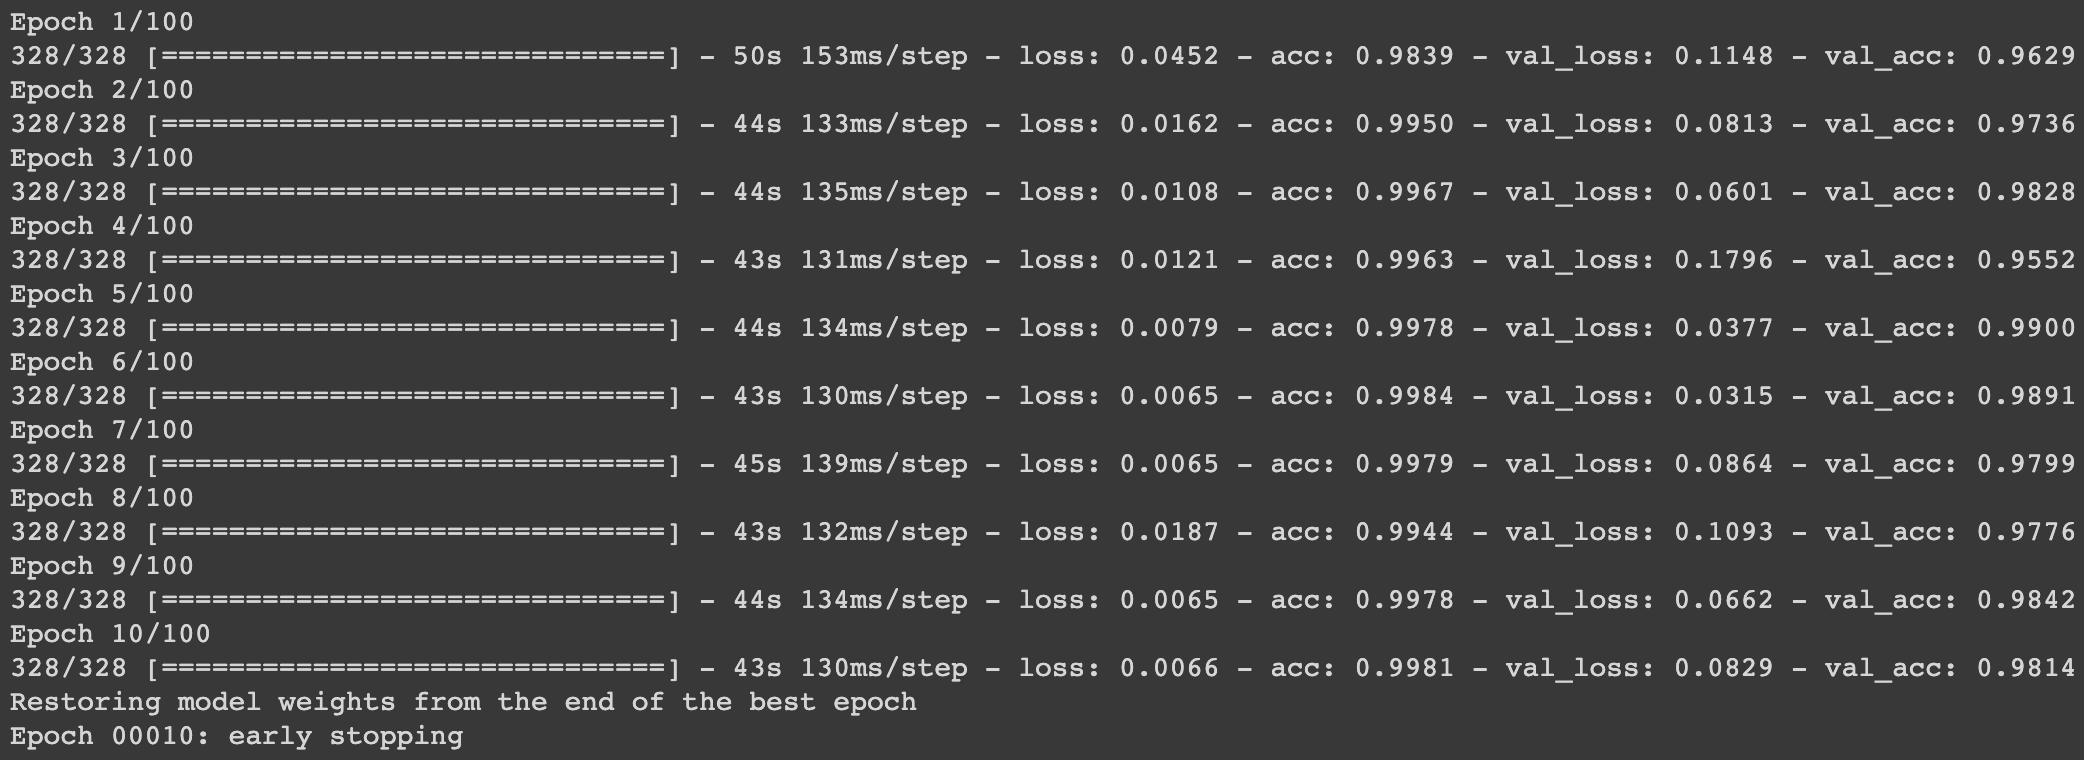 Epoch 1/100
328/328 [==============================] - 50s 153ms/step - loss: 0.0452 - acc: 0.9839 - val_loss: 0.1148 - val_acc: 0.9629
Epoch 2/100
328/328 [==============================] - 44s 133ms/step - loss: 0.0162 - acc: 0.9950 - val_loss: 0.0813 - val_acc: 0.9736
Epoch 3/100
328/328 [==============================] - 44s 135ms/step - loss: 0.0108 - acc: 0.9967 - val_loss: 0.0601 - val_acc: 0.9828
Epoch 4/100
328/328 [==============================] - 43s 131ms/step - loss: 0.0121 - acc: 0.9963 - val_loss: 0.1796 - val_acc: 0.9552
Epoch 5/100
328/328 [==============================] - 44s 134ms/step - loss: 0.0079 - acc: 0.9978 - val_loss: 0.0377 - val_acc: 0.9900
Epoch 6/100
328/328 [==============================] - 43s 130ms/step - loss: 0.0065 - acc: 0.9984 - val_loss: 0.0315 - val_acc: 0.9891
Epoch 7/100
328/328 [==============================] - 45s 139ms/step - loss: 0.0065 - acc: 0.9979 - val_loss: 0.0864 - val_acc: 0.9799
Epoch 8/100
328/328 [==============================] - 43s 132ms/step - loss: 0.0187 - acc: 0.9944 - val_loss: 0.1093 - val_acc: 0.9776
Epoch 9/100
328/328 [==============================] - 44s 134ms/step - loss: 0.0065 - acc: 0.9978 - val_loss: 0.0662 - val_acc: 0.9842
Epoch 10/100
328/328 [==============================] - 43s 130ms/step - loss: 0.0066 - acc: 0.9981 - val_loss: 0.0829 - val_acc: 0.9814
Restoring model weights from the end of the best epoch
Epoch 00010: early stopping